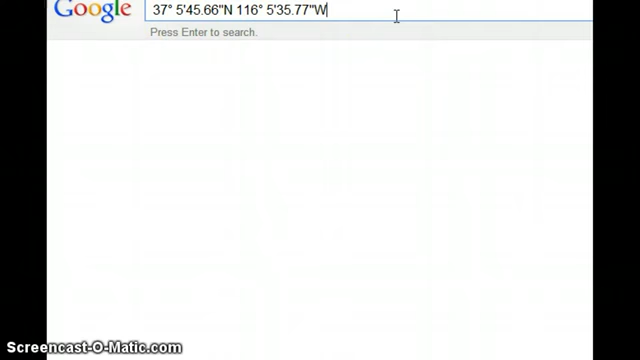 Google 37° 5'45.66"N 116° 5'35.77"W
Press Enter to search.
Screencast-O-Matic.com